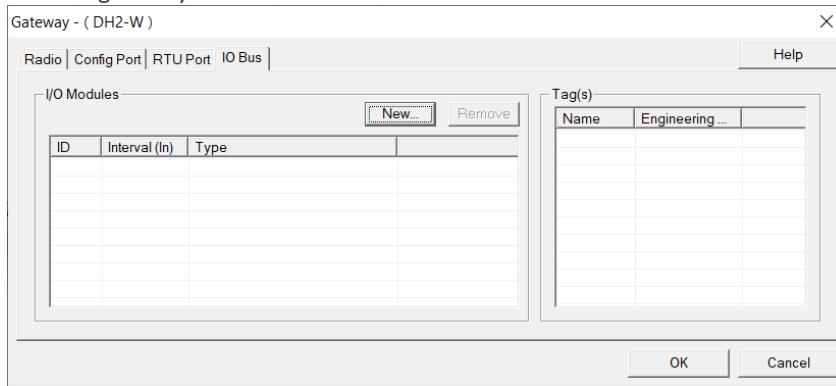 Gateway - ( DH2-W )
Radio Config Port RTU Port IO Bus Help
I/O Modules Tag(s)
New... Remove
Name Engineering ...
ID Interval (In) Type
OK Cancel